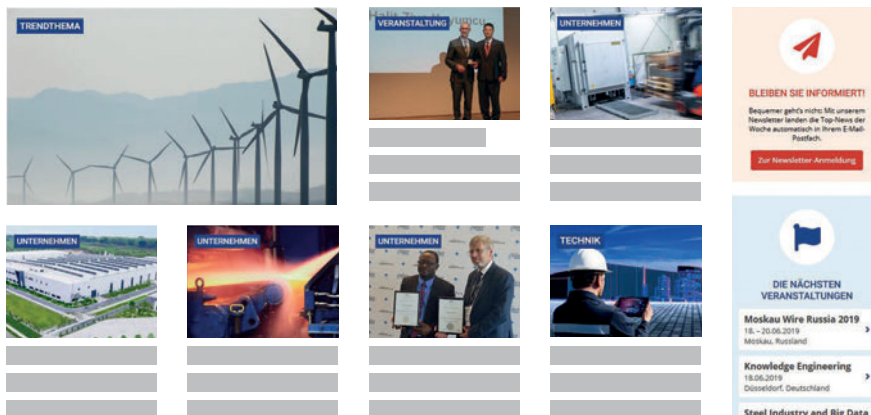 TRENDTHEMA
VERANSTALTUNG
UNTERNEHMEN
UNTERNEHMEN
UNTERNEHMEN
UNTERNEHMEN
TECHNIK
BLEIBEN SIE INFORMIERT!
Bequemer geht's nicht: Mit unserem
Newsletter landen die Top-News der
Woche automatisch in Ihrem E-Mail-
Postfach.
Zur Newsletter-Anmeldung
DIE NÄCHSTEN
VERANSTALTUNGEN
Moskau Wire Russia 2019
18. – 20.06.2019
Moskau, Russland
Knowledge Engineering
18.06.2019
Düsseldorf, Deutschland
Steel Industry and Big Data